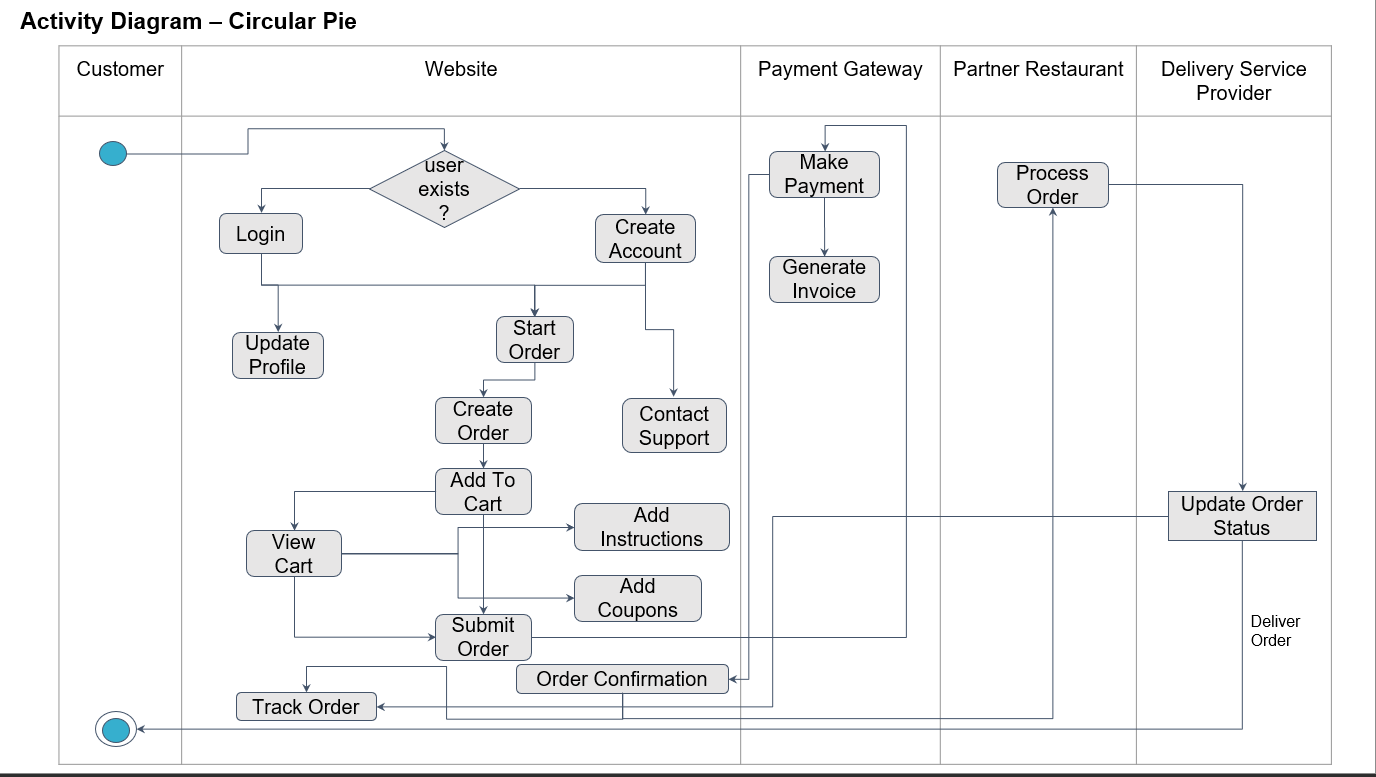 Activity Diagram – Circular Pie
Customer
Website
Payment Gateway
Partner Restaurant
Delivery Service
Provider
user
exists
?
Login
Create
Account
Make
Payment
Process
Order
Generate
Invoice
Update
Profile
Start
Order
Create
Order
Contact
Support
Add To
Cart
View
Cart
Add
Instructions
Add
Coupons
Update Order
Status
Submit
Order
Deliver
Order
Order Confirmation
Track Order